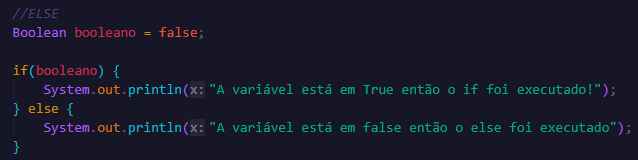 //ELSE
Boolean booleano = false;
if(booleano) {
System.out.println(x: "A variável está em True então o if foi executado!");
} else {
System.out.println(x: "A variável está em false então o else foi executado");
}